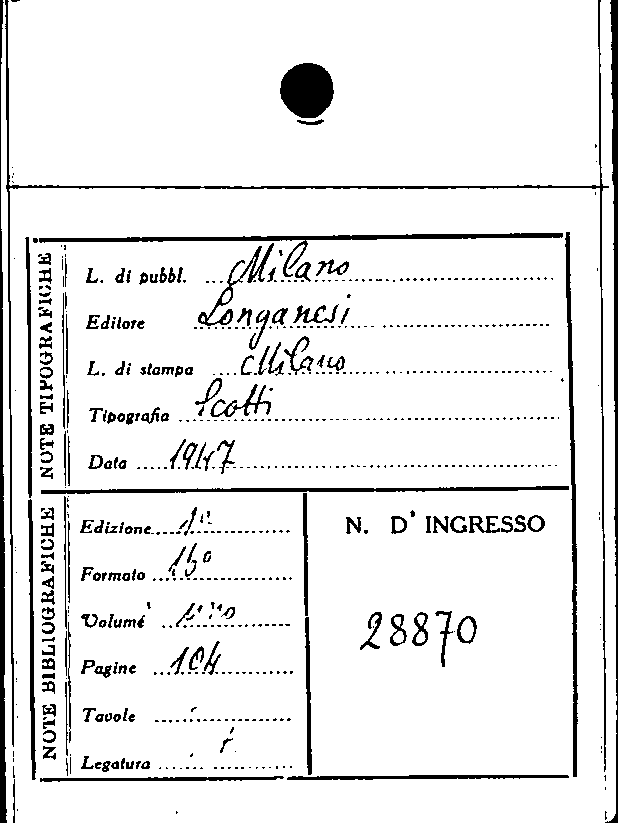 NOTE TIPOGRAFICHE
L. di pubbl. Milano
Editore Longanesi
L. di stampa Milano
Tipografia Scotti
Data 1947
NOTE BIBLIOGRAFICHE
Edizione 1ª
Formato 16°
Volumé
Pagine 104
Tavole
Legatura
N. D'INGRESSO
28870